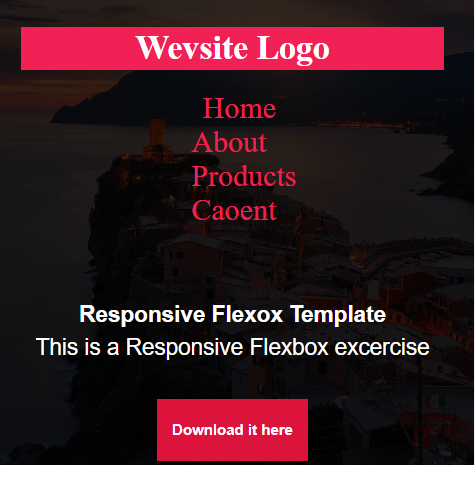 Wevsite Logo
Home
About
Products
Caoent
Responsive Flexox Template
This is a Responsive Flexbox excercise
Download it here